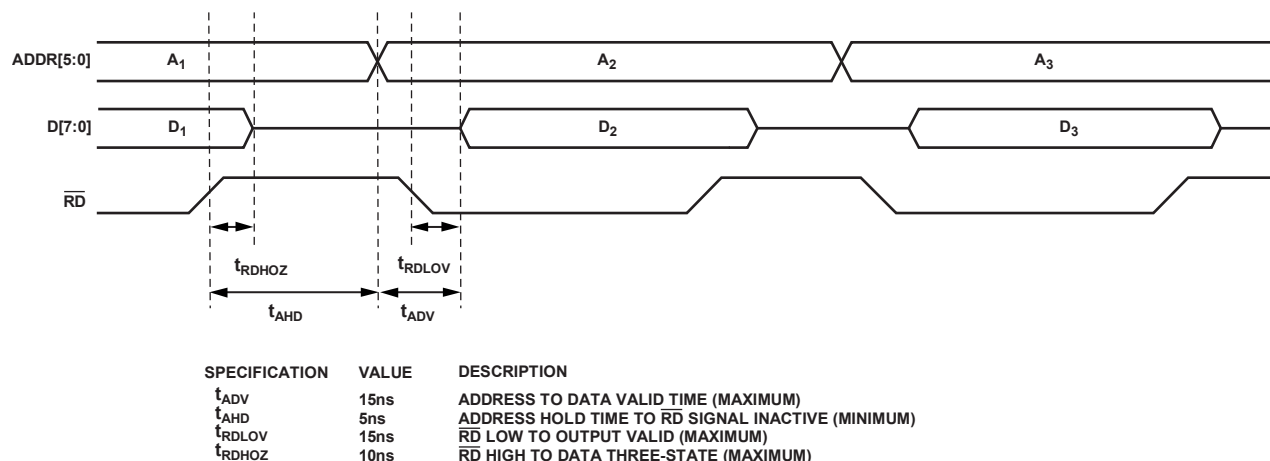 ADDR[5:0] A1 A2 A3
D[7:0] D1 D2 D3
RD
tRDHOZ tRDLOV
tAHD tADV
SPECIFICATION VALUE DESCRIPTION
tADV 15ns ADDRESS TO DATA VALID TIME (MAXIMUM)
tAHD 5ns ADDRESS HOLD TIME TO RD SIGNAL INACTIVE (MINIMUM)
tRDLOV 15ns RD LOW TO OUTPUT VALID (MAXIMUM)
tRDHOZ 10ns RD HIGH TO DATA THREE-STATE (MAXIMUM)